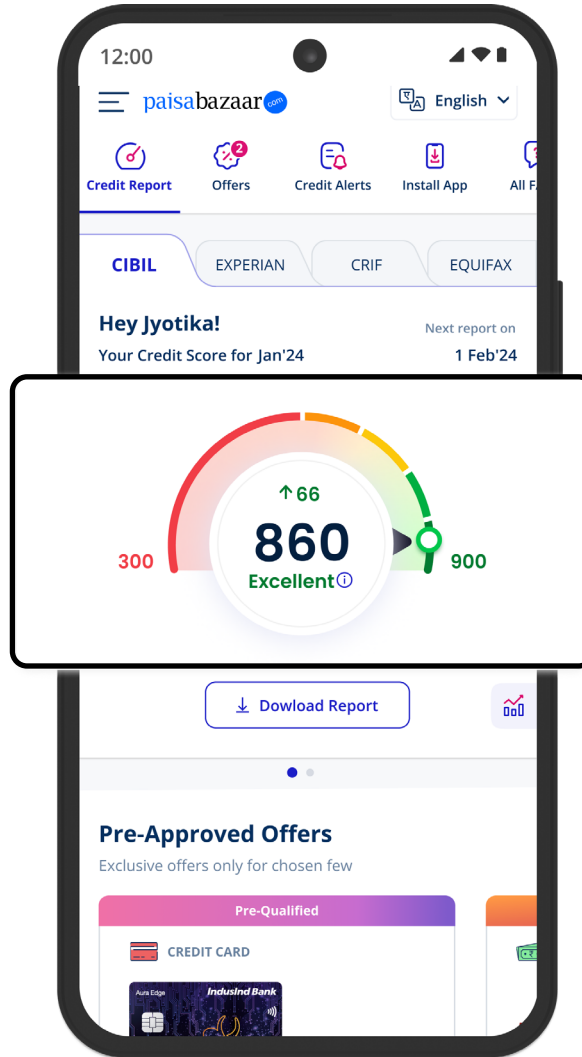 12:00
paisabazaar.com
English
2
Credit Report
Offers
Credit Alerts
Install App
All F
CIBIL
EXPERIAN
CRIF
EQUIFAX
Hey Jyotika!
Next report on
Your Credit Score for Jan'24
1 Feb'24
66
860
300
900
Excellent
Dowload Report
Pre-Approved Offers
Exclusive offers only for chosen few
Pre-Qualified
CREDIT CARD
Aura Edge
IndusInd Bank